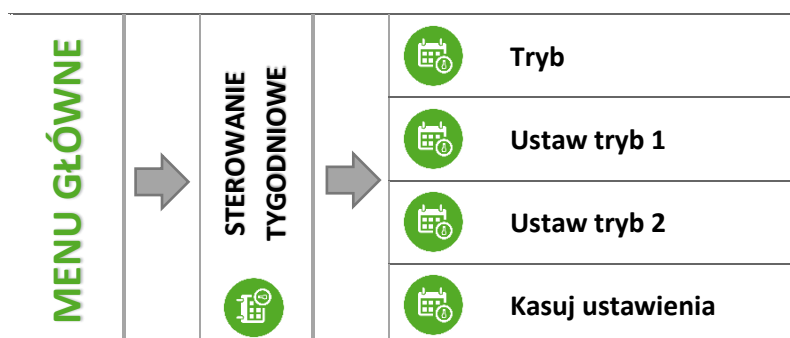 MENU GŁÓWNE
STEROWANIE
TYGODNIOWE
Tryb
Ustaw tryb 1
Ustaw tryb 2
Kasuj ustawienia